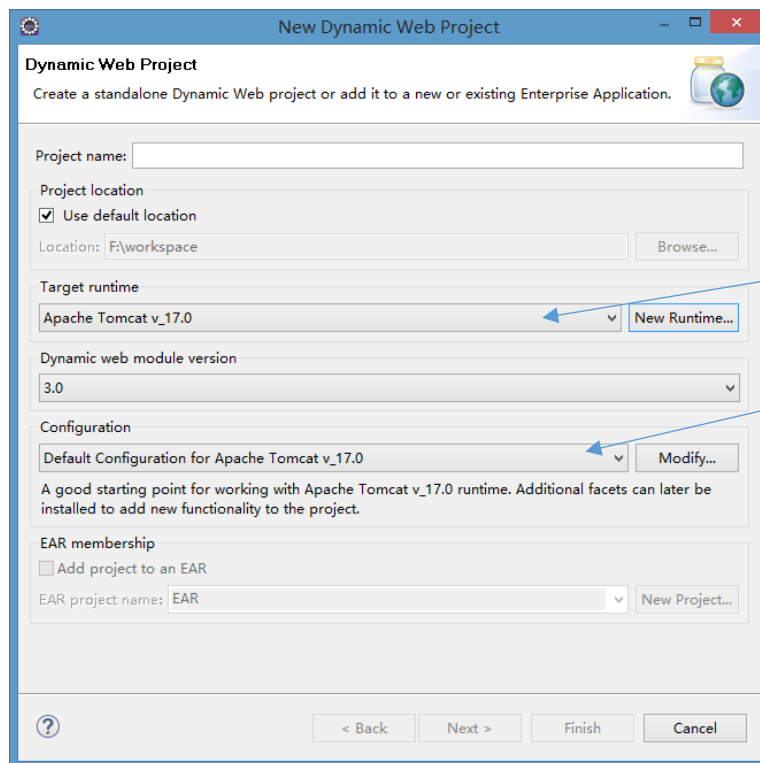 New Dynamic Web Project
Dynamic Web Project
Create a standalone Dynamic Web project or add it to a new or existing Enterprise Application.
Project name:
Project location
Use default location
Location: F:\workspace Browse...
Target runtime
Apache Tomcat v_17.0 New Runtime...
Dynamic web module version
3.0
Configuration
Default Configuration for Apache Tomcat v_17.0 Modify...
A good starting point for working with Apache Tomcat v_17.0 runtime. Additional facets can later be
installed to add new functionality to the project.
EAR membership
Add project to an EAR
EAR project name: EAR New Project...
? < Back Next > Finish Cancel